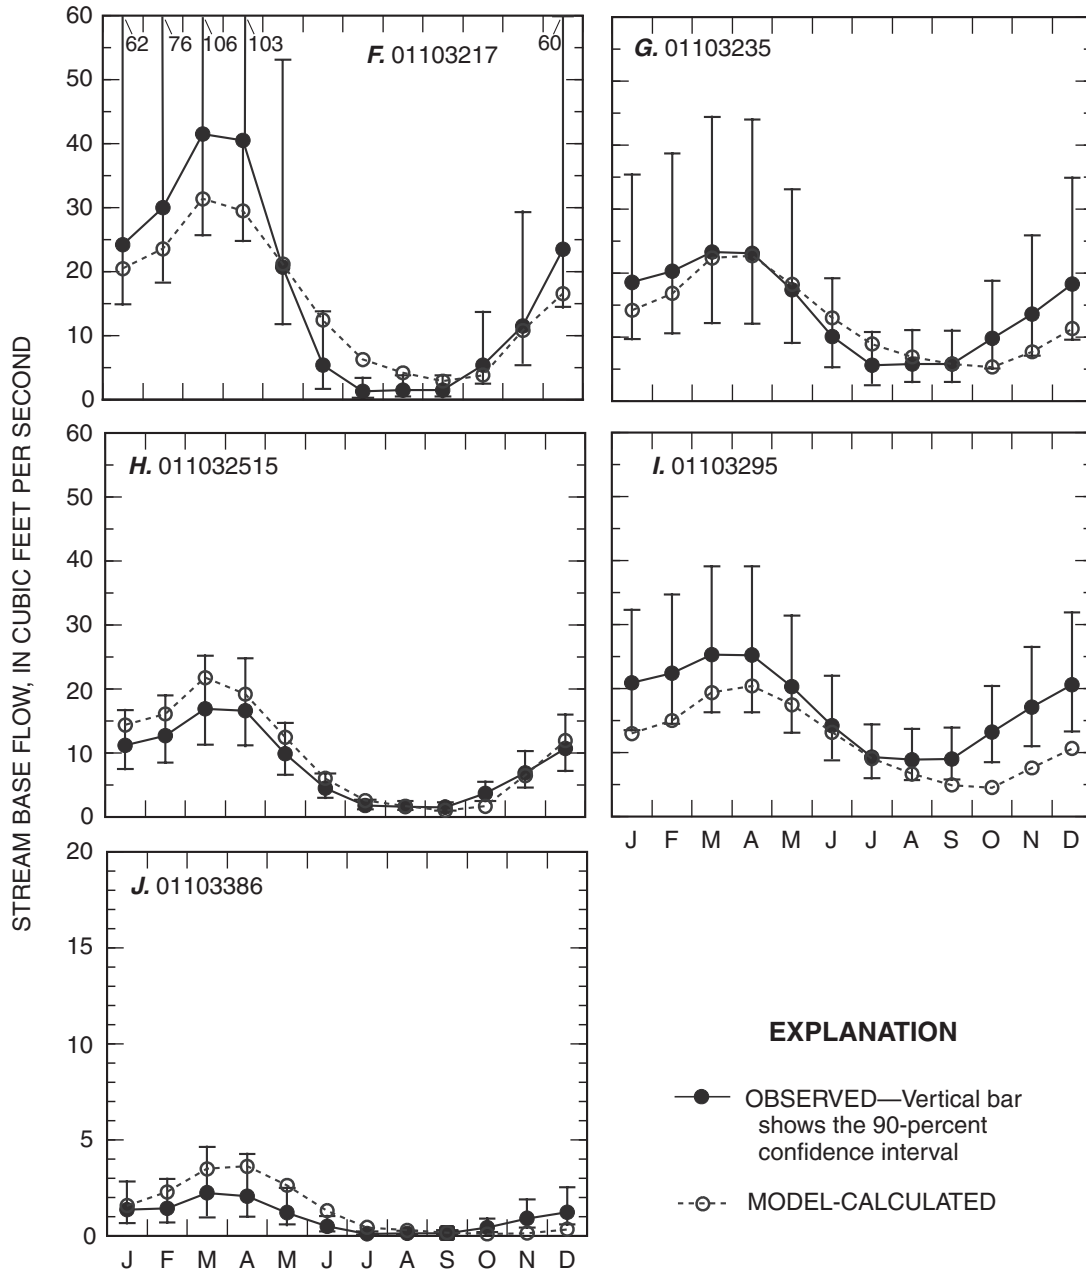 STREAM BASE FLOW, IN CUBIC FEET PER SECOND
60
50
40
30
20
10
0
62
76
106
103
60
F. 01103217
G. 01103235
60
50
40
30
20
10
0
H. 011032515
I. 01103295
J F M A M J J A S O N D
20
15
10
5
0
J. 01103386
J F M A M J J A S O N D
EXPLANATION
OBSERVED—Vertical bar
shows the 90-percent
confidence interval
MODEL-CALCULATED